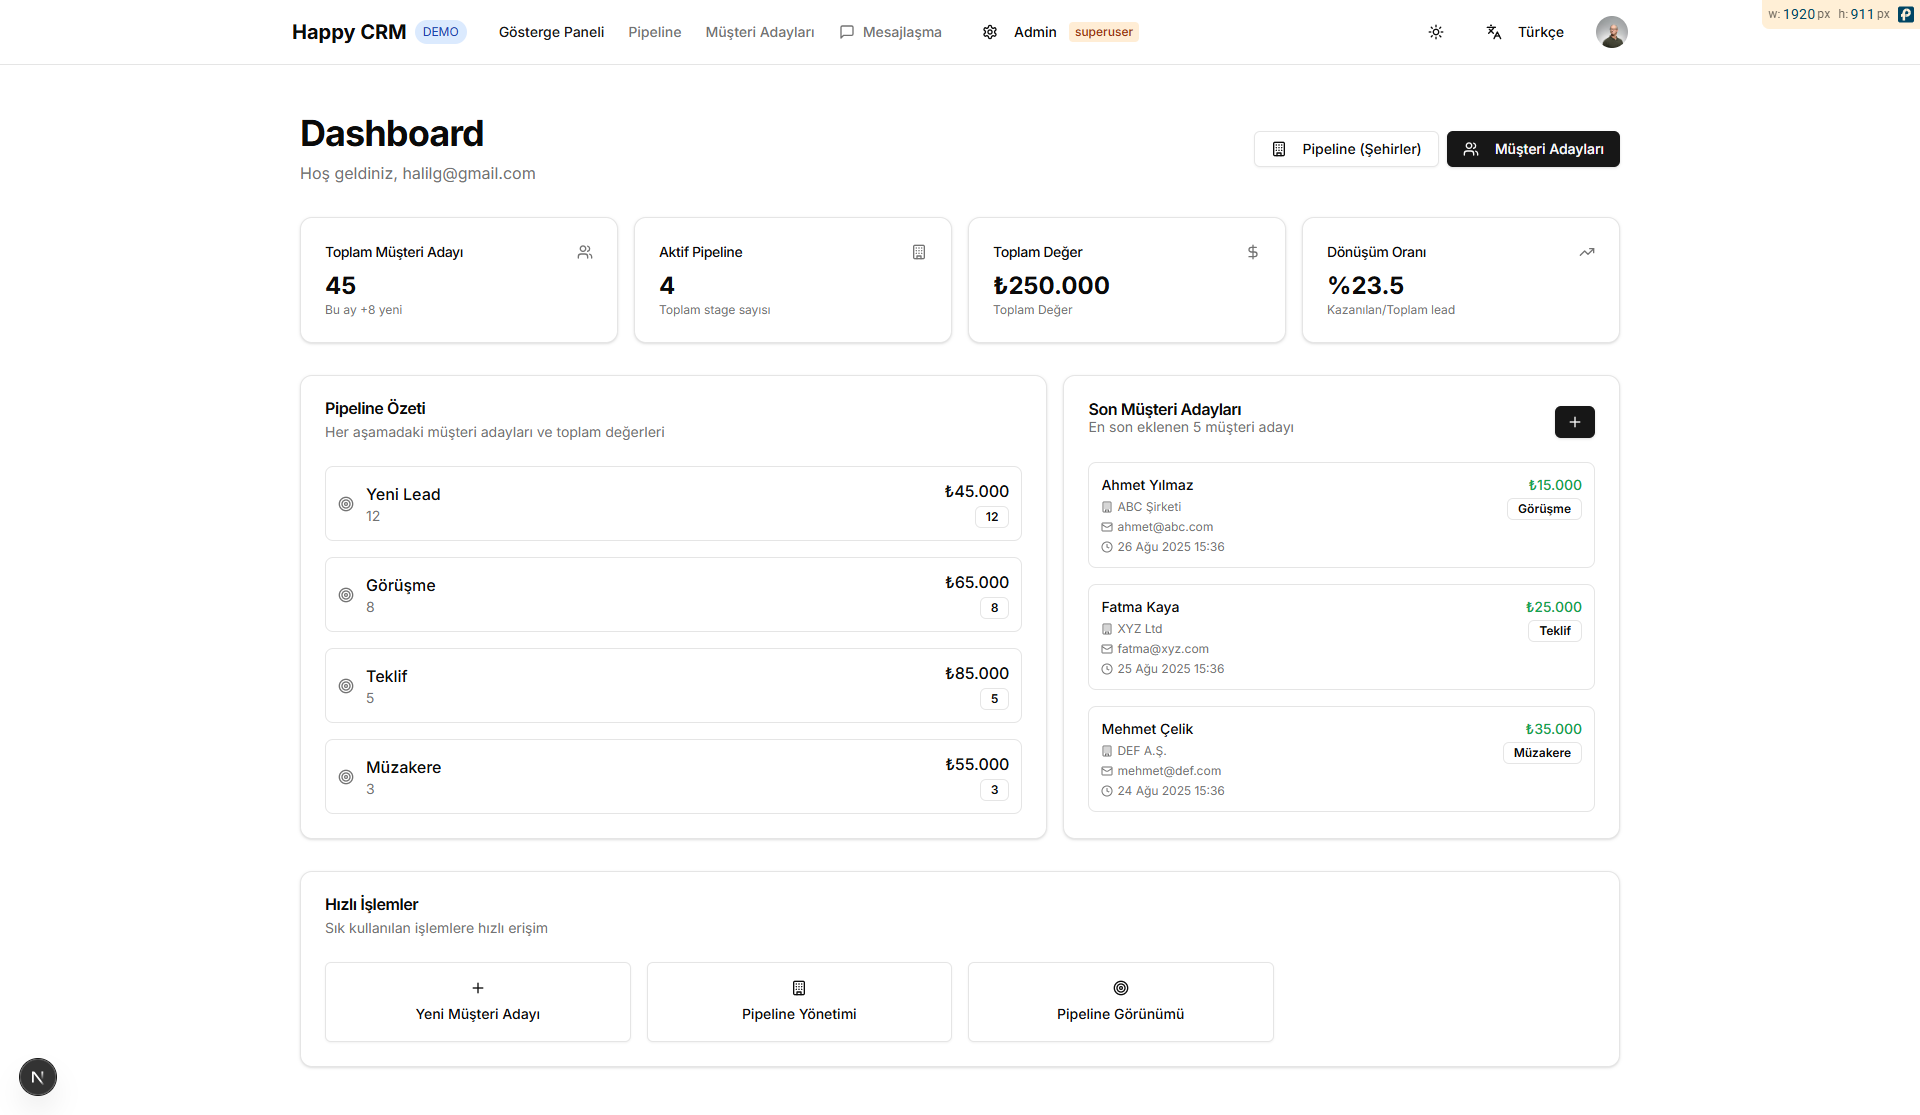 Happy CRM DEMO Gösterge Paneli Pipeline Müşteri Adayları Mesajlaşma Admin superuser Türkçe
w: 1920 px h: 911 px
Dashboard
Hoş geldiniz, halilg@gmail.com
Pipeline (Şehirler) Müşteri Adayları
Toplam Müşteri Adayı
45
Bu ay +8 yeni
Aktif Pipeline
4
Toplam stage sayısı
Toplam Değer
₺250.000
Toplam Değer
Dönüşüm Oranı
%23.5
Kazanılan/Toplam lead
Pipeline Özeti
Her aşamadaki müşteri adayları ve toplam değerleri
Yeni Lead ₺45.000
12 12
Görüşme ₺65.000
8 8
Teklif ₺85.000
5 5
Müzakere ₺55.000
3 3
Son Müşteri Adayları
En son eklenen 5 müşteri adayı
Ahmet Yılmaz ₺15.000
ABC Şirketi Görüşme
ahmet@abc.com
26 Ağu 2025 15:36
Fatma Kaya ₺25.000
XYZ Ltd Teklif
fatma@xyz.com
25 Ağu 2025 15:36
Mehmet Çelik ₺35.000
DEF A.Ş. Müzakere
mehmet@def.com
24 Ağu 2025 15:36
Hızlı İşlemler
Sık kullanılan işlemlere hızlı erişim
Yeni Müşteri Adayı Pipeline Yönetimi Pipeline Görünümü
N